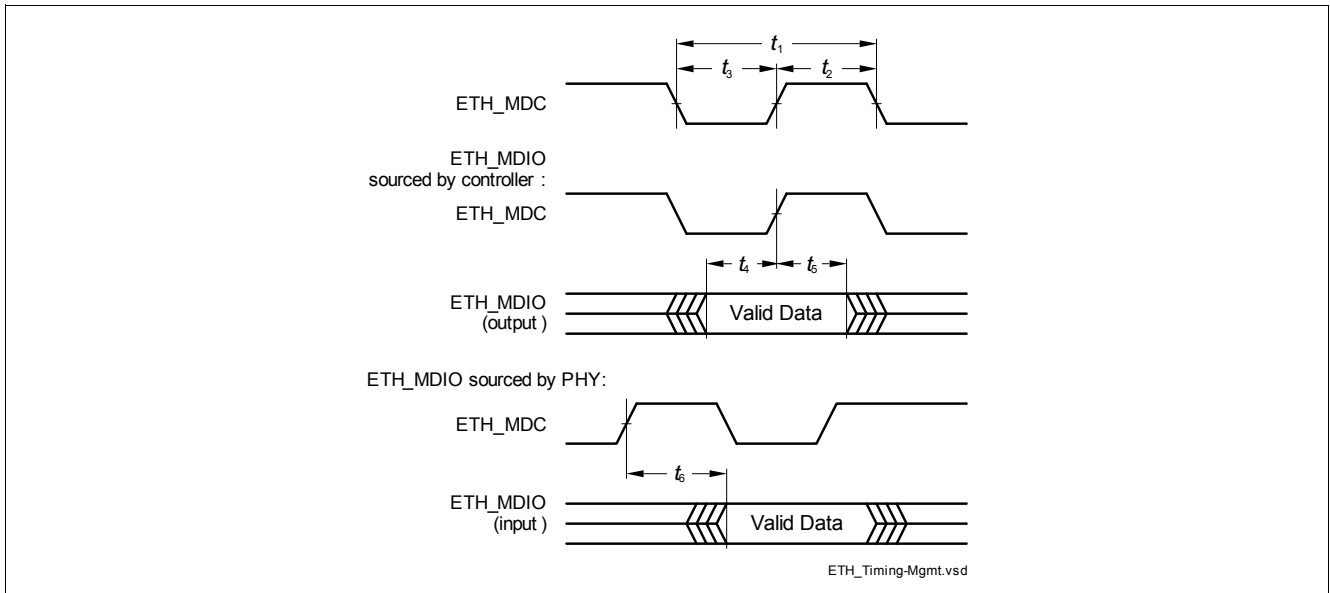 t1
t3 t2
ETH_MDC
ETH_MDIO
sourced by controller :
ETH_MDC
t4 t5
ETH_MDIO
(output )
Valid Data
ETH_MDIO sourced by PHY:
ETH_MDC
t6
ETH_MDIO
(input )
Valid Data
ETH_Timing-Mgmt.vsd